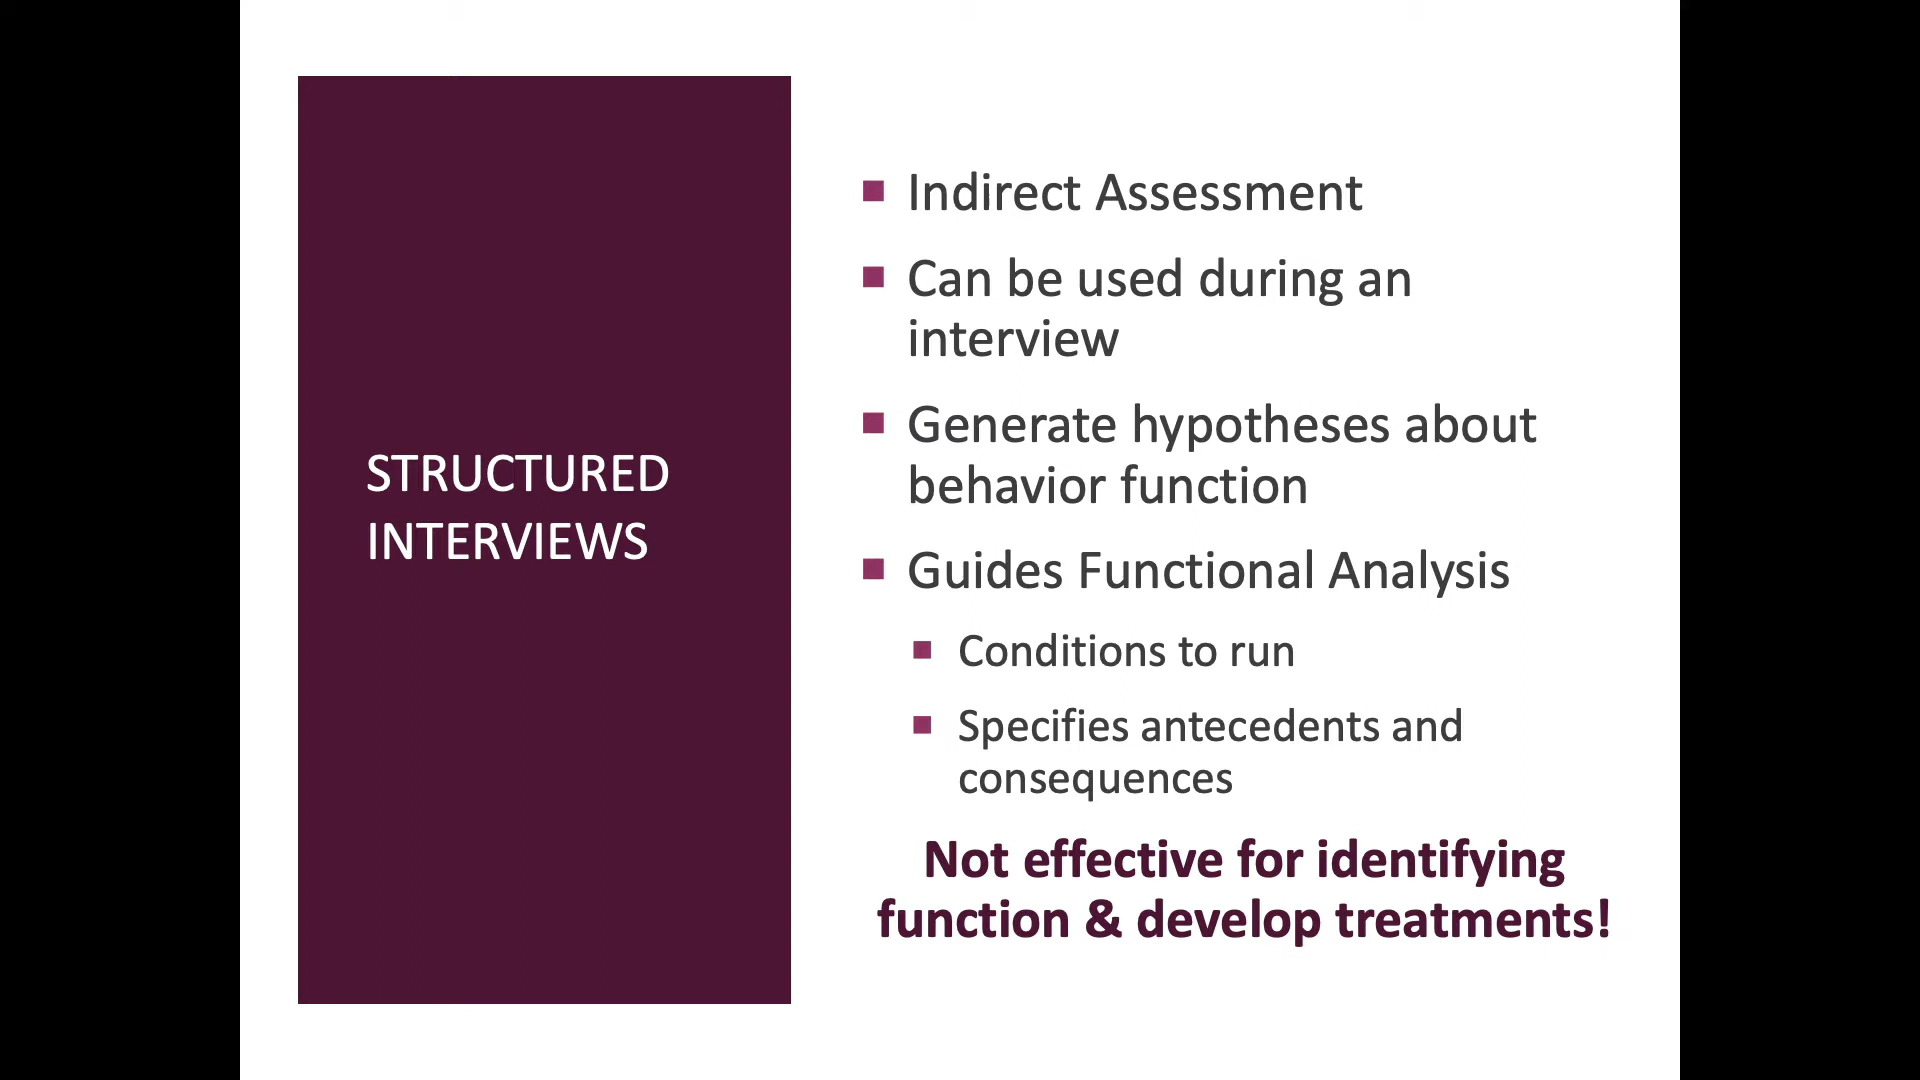 STRUCTURED
INTERVIEWS
Indirect Assessment
Can be used during an
interview
Generate hypotheses about
behavior function
Guides Functional Analysis
Conditions to run
Specifies antecedents and
consequences
Not effective for identifying
function & develop treatments!